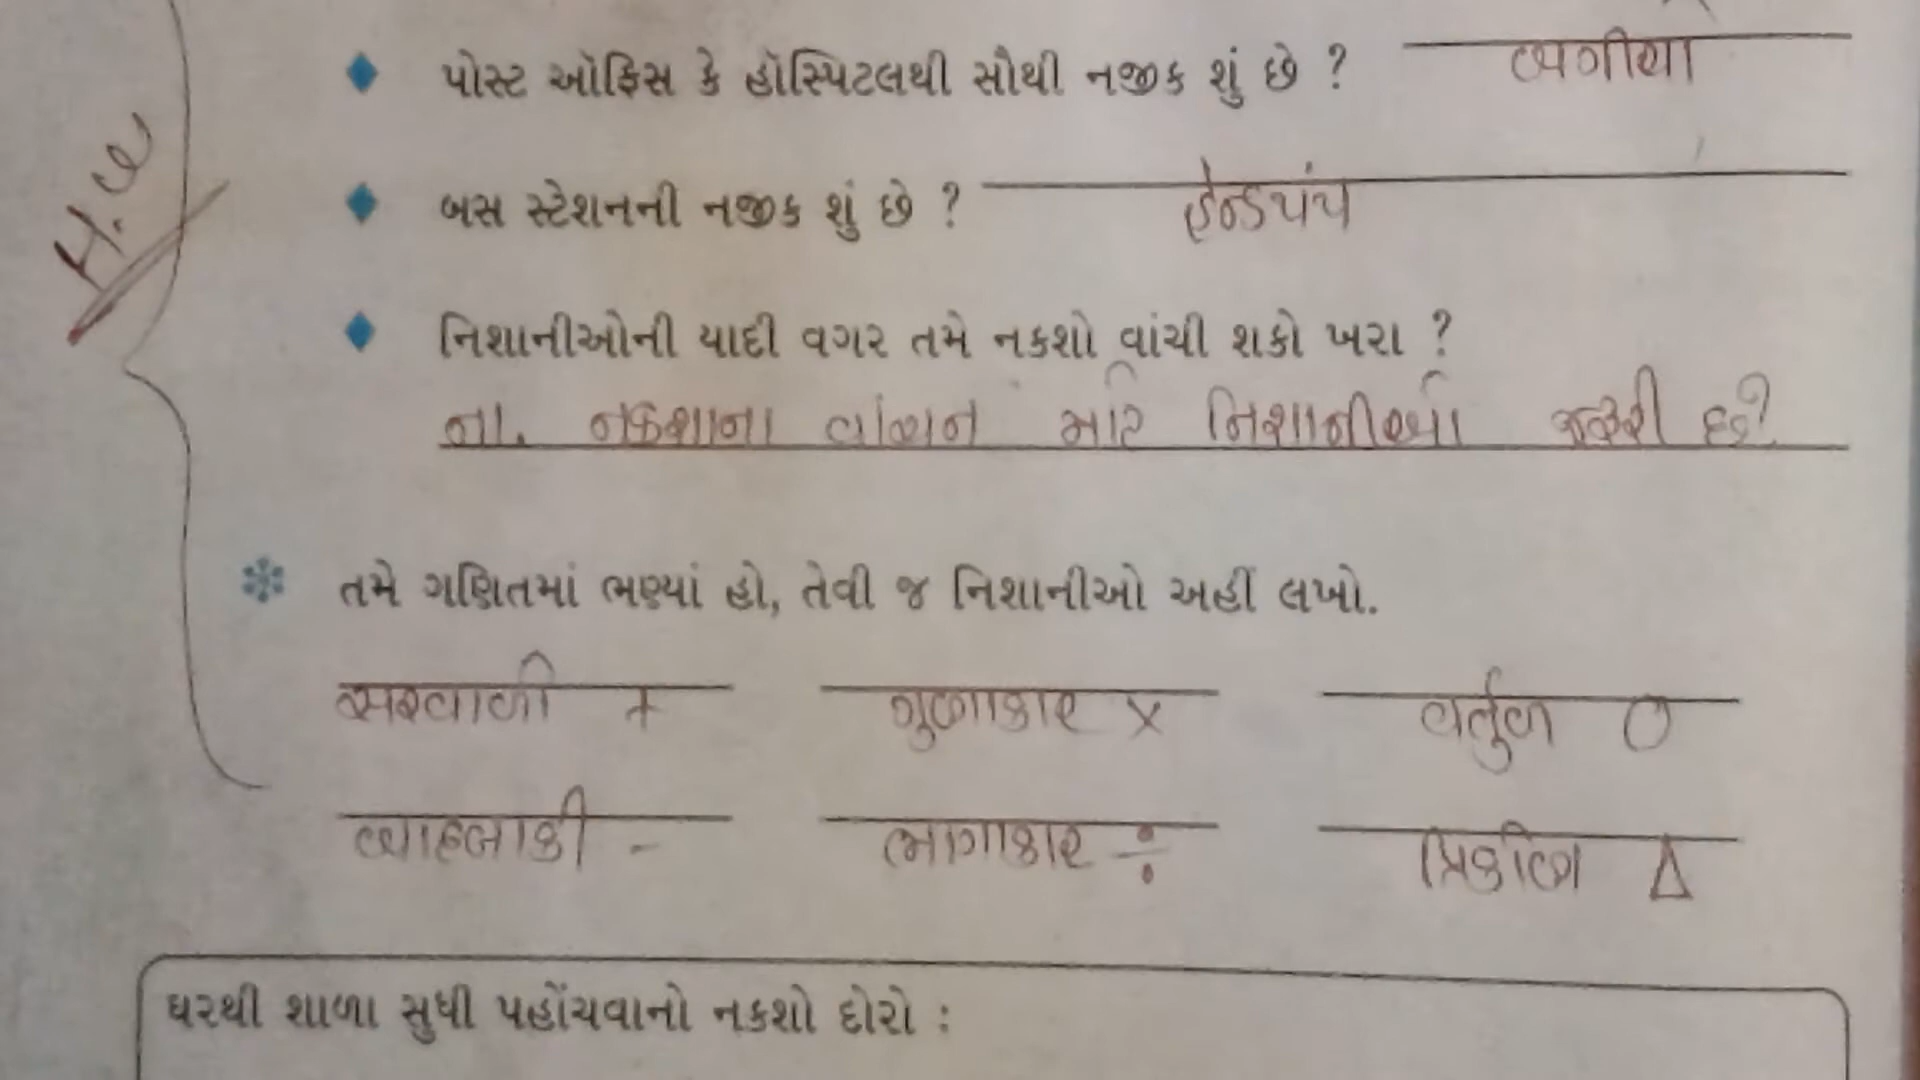 પોસ્ટ ઑફિસ કે હૉસ્પિટલથી સૌથી નજીક શું છે ? બગીચો
બસ સ્ટેશનની નજીક શું છે ? હેન્ડપંપ
H.W
નિશાનીઓની યાદી વગર તમે નકશો વાંચી શકો ખરા ?
ના. નકશાના વાંચન માટે નિશાનીઓ જરૂરી છે?
તમે ગણિતમાં ભણ્યાં હો, તેવી જ નિશાનીઓ અહીં લખો.
સરવાળો + ગુણાકાર × વર્તુળ ○
બાદબાકી - ભાગાકાર ÷ ત્રિકોણ Δ
ઘરથી શાળા સુધી પહોંચવાનો નકશો દોરો :